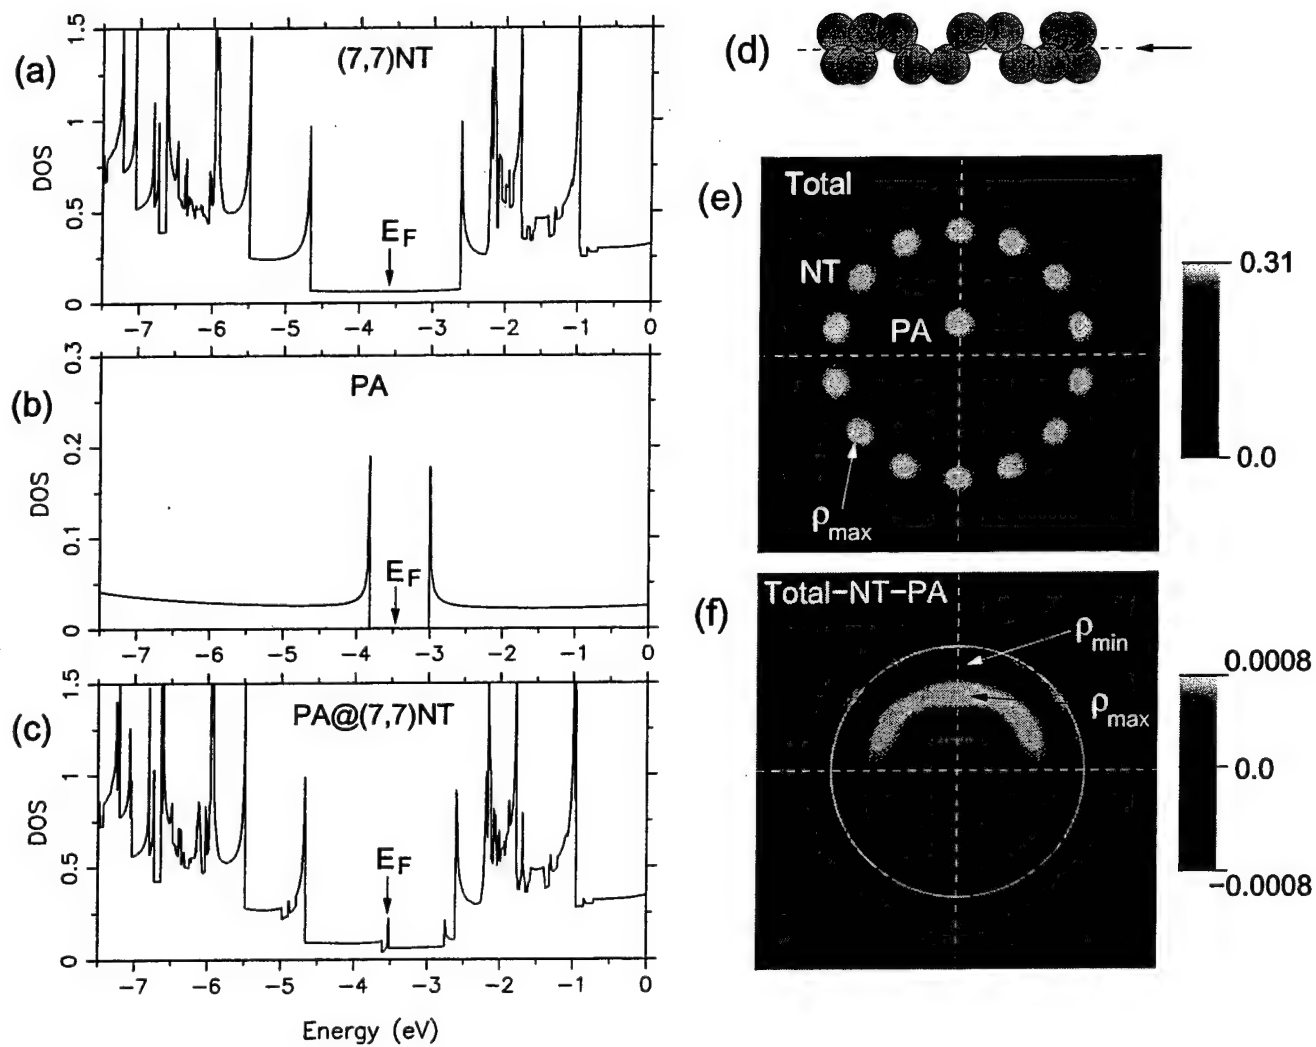 (a)
(7,7)NT
DOS
1.5
1
0.5
0
E_F
−7 −6 −5 −4 −3 −2 −1 0
(b)
PA
DOS
0.3
0.2
0.1
0
E_F
−7 −6 −5 −4 −3 −2 −1 0
(c)
PA@(7,7)NT
DOS
1.5
1
0.5
0
E_F
−7 −6 −5 −4 −3 −2 −1 0
Energy (eV)
(d)
(e)
Total
NT
PA
ρ_max
0.31
0.0
(f)
Total−NT−PA
ρ_min
ρ_max
0.0008
0.0
−0.0008